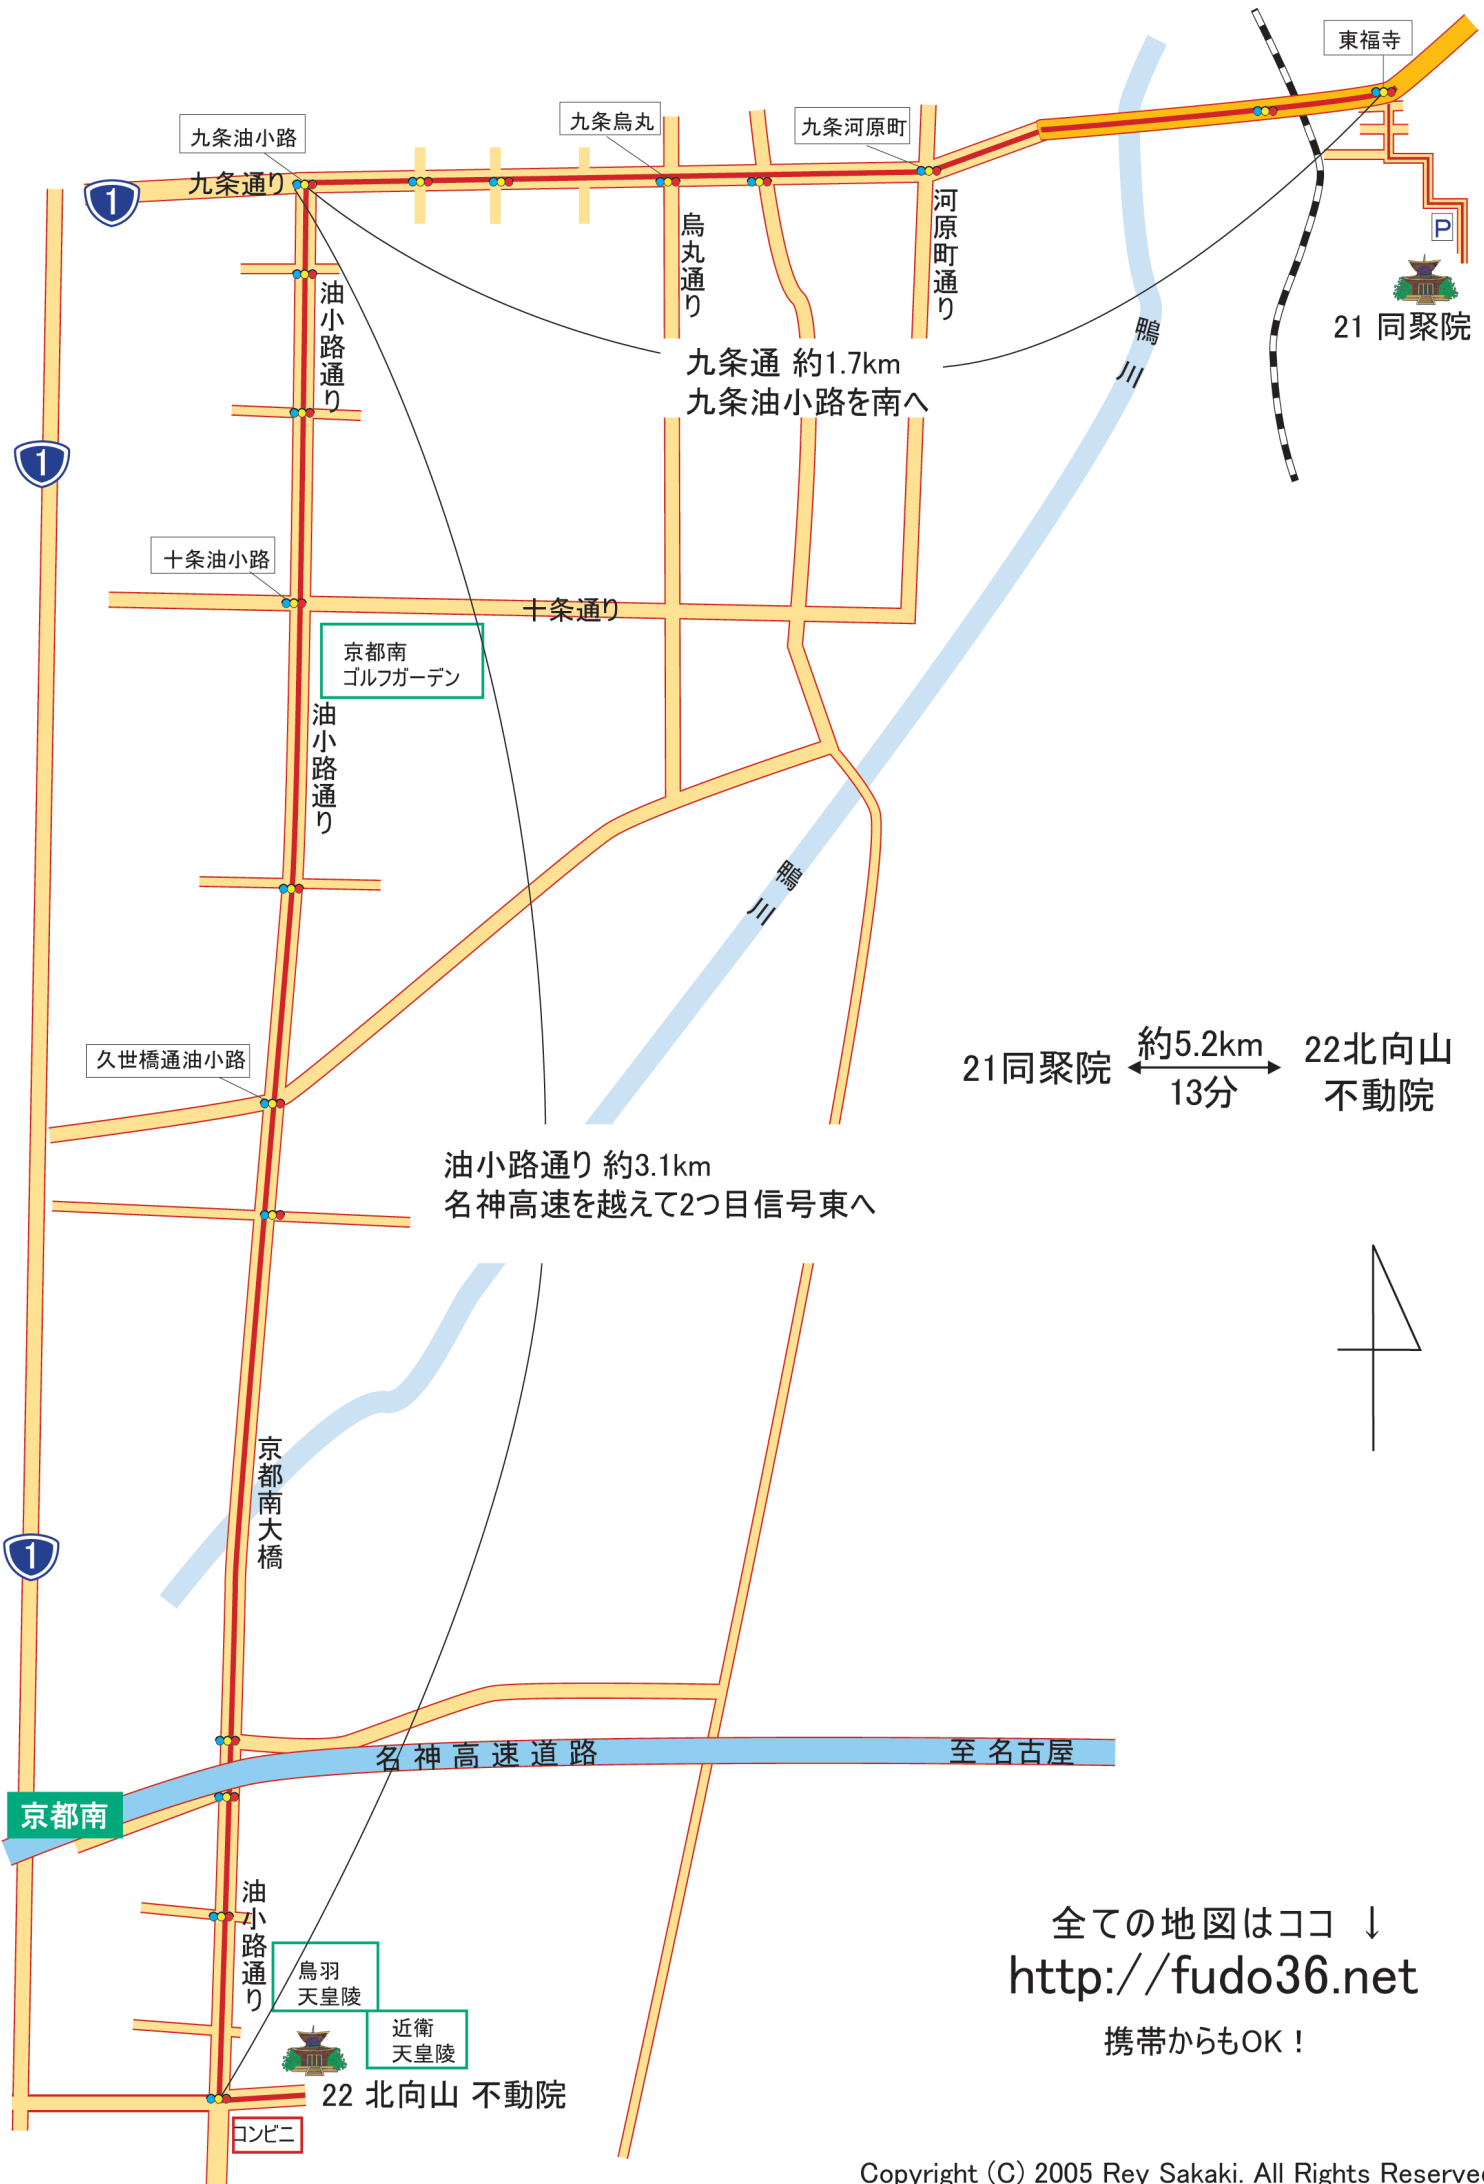 東福寺
九条烏丸
九条河原町
九条油小路
九条通り
1
P
21 同聚院
烏丸通り
河原町通り
油小路通り
鴨川
九条通 約1.7km
九条油小路を南へ
1
十条油小路
十条通り
京都南
ゴルフガーデン
油小路通り
鴨川
久世橋通油小路
21同聚院
約5.2km
13分
22北向山
不動院
油小路通り 約3.1km
名神高速を越えて2つ目信号東へ
京都南大橋
1
名神高速道路
至 名古屋
京都南
油小路通り
鳥羽
天皇陵
近衛
天皇陵
22 北向山 不動院
コンビニ
全ての地図はココ ↓
http://fudo36.net
携帯からもOK！
Copyright (C) 2005 Rey Sakaki. All Rights Reserve